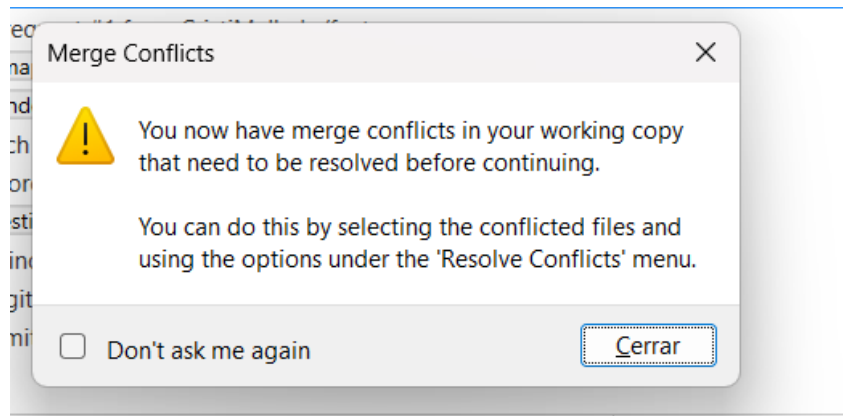 Merge Conflicts
You now have merge conflicts in your working copy
that need to be resolved before continuing.
You can do this by selecting the conflicted files and
using the options under the 'Resolve Conflicts' menu.
Don't ask me again
Cerrar